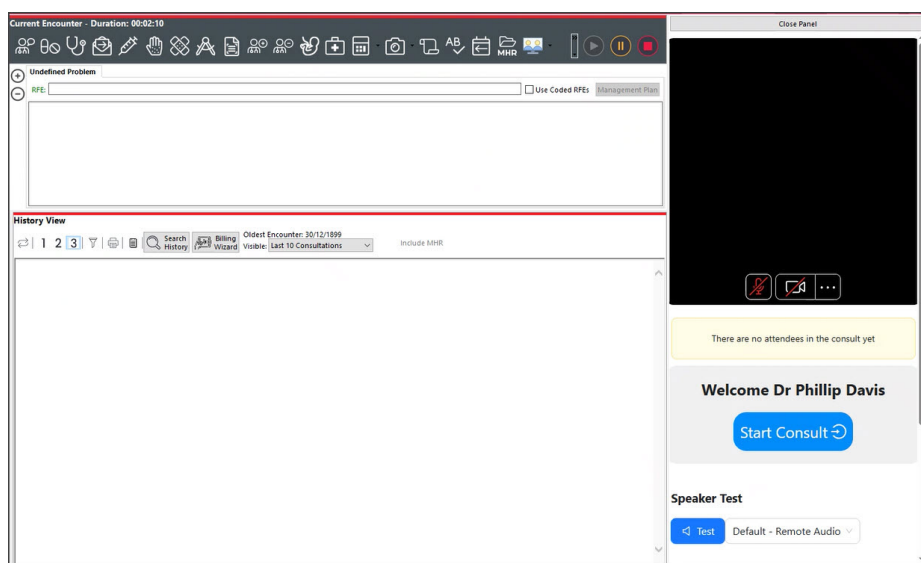 Current Encounter - Duration: 00:02:10
MHR
Undefined Problem
RFE:
Use Coded RFEs
Management Plan
History View
1 2 3
Search History
Billing Wizard
Oldest Encounter: 30/12/1899
Visible: Last 10 Consultations
Include MHR
Close Panel
There are no attendees in the consult yet
Welcome Dr Phillip Davis
Start Consult
Speaker Test
Test
Default - Remote Audio